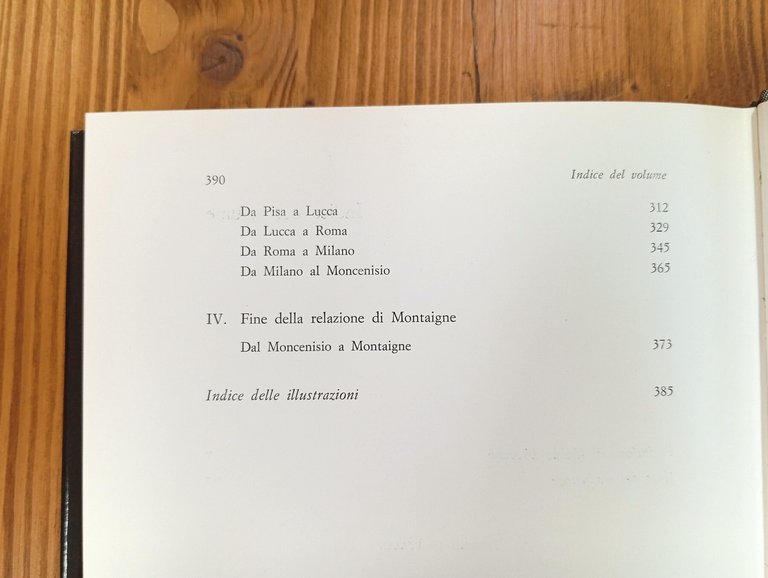 390 Indice del volume
Da Pisa a Lucca 312
Da Lucca a Roma 329
Da Roma a Milano 345
Da Milano al Moncenisio 365
IV. Fine della relazione di Montaigne
Dal Moncenisio a Montaigne 373
Indice delle illustrazioni 385